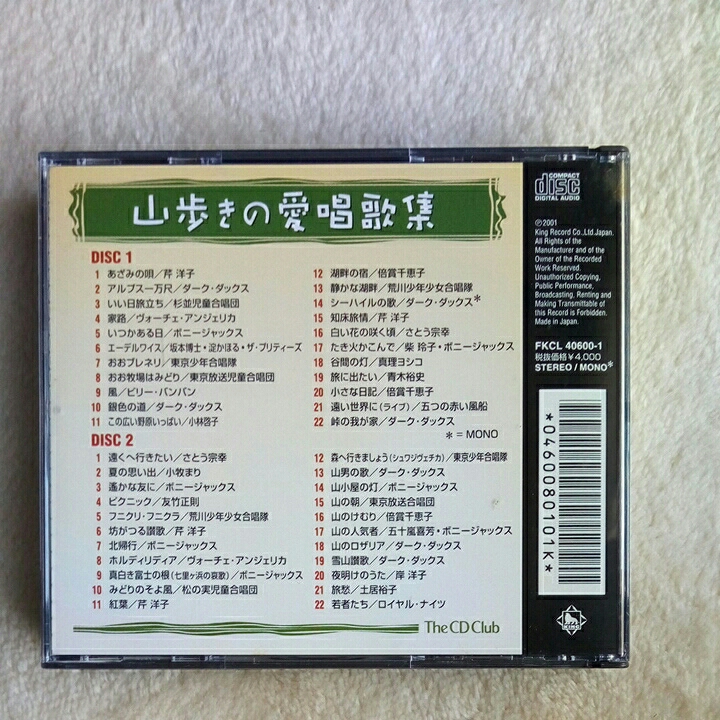 山歩きの愛唱歌集
DISC 1
1 あざみの唄／芹 洋子
2 アルプス一万尺／ダーク・ダックス
3 いい日旅立ち／杉並児童合唱団
4 家路／ヴォーチェ・アンジェリカ
5 いつかある日／ボニージャックス
6 エーデルワイス／坂本博士・淀かほる・ザ・プリティーズ
7 おおブレネリ／東京少年合唱隊
8 おお牧場はみどり／東京放送児童合唱団
9 風／ビリー・バンバン
10 銀色の道／ダーク・ダックス
11 この広い野原いっぱい／小林啓子
12 湖畔の宿／倍賞千恵子
13 静かな湖畔／荒川少年少女合唱隊
14 シーハイルの歌／ダーク・ダックス*
15 知床旅情／芹 洋子
16 白い花の咲く頃／さとう宗幸
17 たき火かこんで／柴 玲子・ボニージャックス
18 谷間の灯／真理ヨシコ
19 旅に出たい／青木裕史
20 小さな日記／倍賞千恵子
21 遠い世界に(ライブ)／五つの赤い風船
22 峠の我が家／ダーク・ダックス
*=MONO
DISC 2
1 遠くへ行きたい／さとう宗幸
2 夏の思い出／小牧まり
3 遙かな友に／ボニージャックス
4 ピクニック／友竹正則
5 フニクリ・フニクラ／荒川少年少女合唱隊
6 坊がつる讃歌／芹 洋子
7 北帰行／ボニージャックス
8 ホルディリディア／ヴォーチェ・アンジェリカ
9 真白き富士の根(七里ヶ浜の哀歌)／ボニージャックス
10 みどりのそよ風／松の実児童合唱団
11 紅葉／芹 洋子
12 森へ行きましょう(シュワジヴェチカ)／東京少年合唱隊
13 山男の歌／ダーク・ダックス
14 山小屋の灯／ボニージャックス
15 山の朝／東京放送合唱団
16 山のけむり／倍賞千恵子
17 山の人気者／五十嵐喜芳・ボニージャックス
18 山のロザリア／ダーク・ダックス
19 雪山讃歌／ダーク・ダックス
20 夜明けのうた／岸 洋子
21 旅愁／土居裕子
22 若者たち／ロイヤル・ナイツ
The CD Club
COMPACT
disc
DIGITAL AUDIO
Ⓟ2001
King Record Co.,Ltd.Japan.
All Rights of the
Manufacturer and of the
Owner of the Recorded
Work Reserved.
Unauthorized Copying,
Public Performance,
Broadcasting, Renting and
Making Transmittable of
this Record is Forbidden.
Made in Japan.
FKCL 40600-1
税抜価格￥4,000
STEREO / MONO*
*0460080101K*
KING